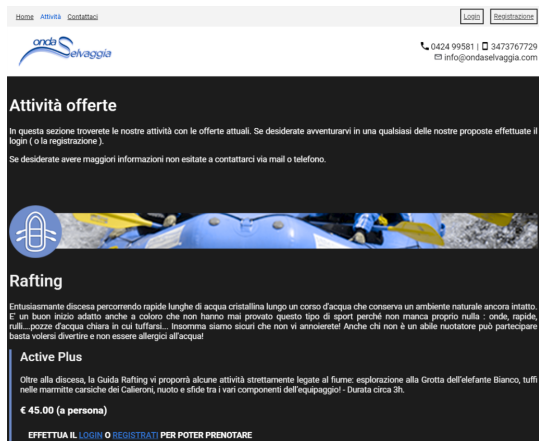 Home Attività Contattaci
Login Registrazione
onda Selvaggia
0424 99581 | 3473767729
info@ondaselvaggia.com
Attività offerte
In questa sezione troverete le nostre attività con le offerte attuali. Se desiderate avventurarvi in una qualsiasi delle nostre proposte effettuate il
login ( o la registrazione ).
Se desiderate avere maggiori informazioni non esitate a contattarci via mail o telefono.
Rafting
Entusiasmante discesa percorrendo rapide lunghe di acqua cristallina lungo un corso d'acqua che conserva un ambiente naturale ancora intatto.
E' un buon inizio adatto anche a coloro che non hanno mai provato questo tipo di sport perché non manca proprio nulla : onde, rapide,
rulli....pozze d'acqua chiara in cui tuffarsi... Insomma siamo sicuri che non vi annoierete! Anche chi non è un abile nuotatore può partecipare
basta volersi divertire e non essere allergici all'acqua!
Active Plus
Oltre alla discesa, la Guida Rafting vi proporrà alcune attività strettamente legate al fiume: esplorazione alla Grotta dell'elefante Bianco, tuffi
nelle marmitte carsiche dei Calieroni, nuoto e sfide tra i vari componenti dell'equipaggio! - Durata circa 3h.
€ 45.00 (a persona)
EFFETTUA IL LOGIN O REGISTRATI PER POTER PRENOTARE